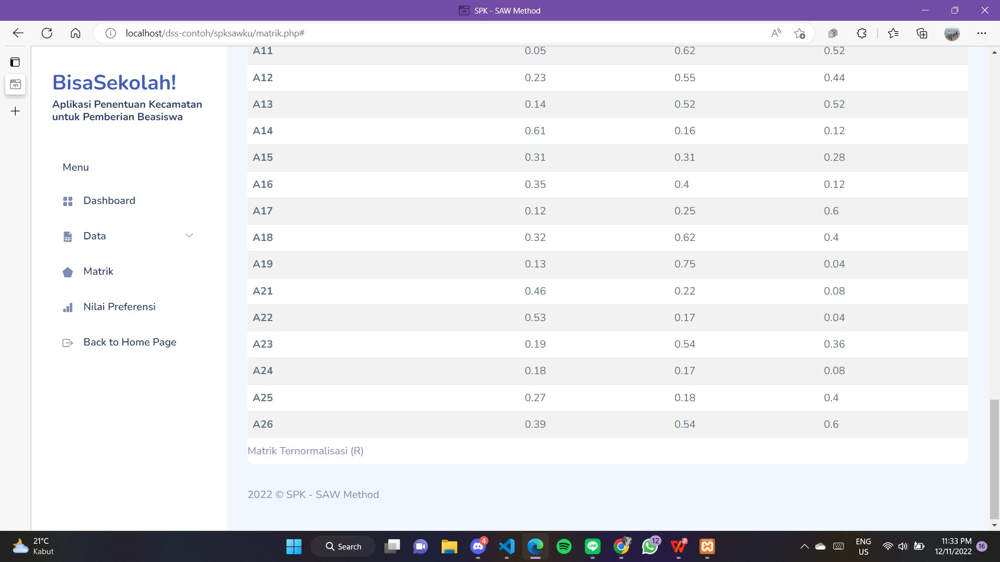 SPK - SAW Method
localhost/dss-contoh/spksawku/matrik.php#
BisaSekolah!
Aplikasi Penentuan Kecamatan
untuk Pemberian Beasiswa
Menu
Dashboard
Data
Matrik
Nilai Preferensi
Back to Home Page
A11 0.05 0.62 0.52
A12 0.23 0.55 0.44
A13 0.14 0.52 0.52
A14 0.61 0.16 0.12
A15 0.31 0.31 0.28
A16 0.35 0.4 0.12
A17 0.12 0.25 0.6
A18 0.32 0.62 0.4
A19 0.13 0.75 0.04
A21 0.46 0.22 0.08
A22 0.53 0.17 0.04
A23 0.19 0.54 0.36
A24 0.18 0.17 0.08
A25 0.27 0.18 0.4
A26 0.39 0.54 0.6
Matrik Ternormalisasi (R)
2022 © SPK - SAW Method
21°C
Kabut
Search
4
LINE
12
ENG
US
11:33 PM
12/11/2022
16